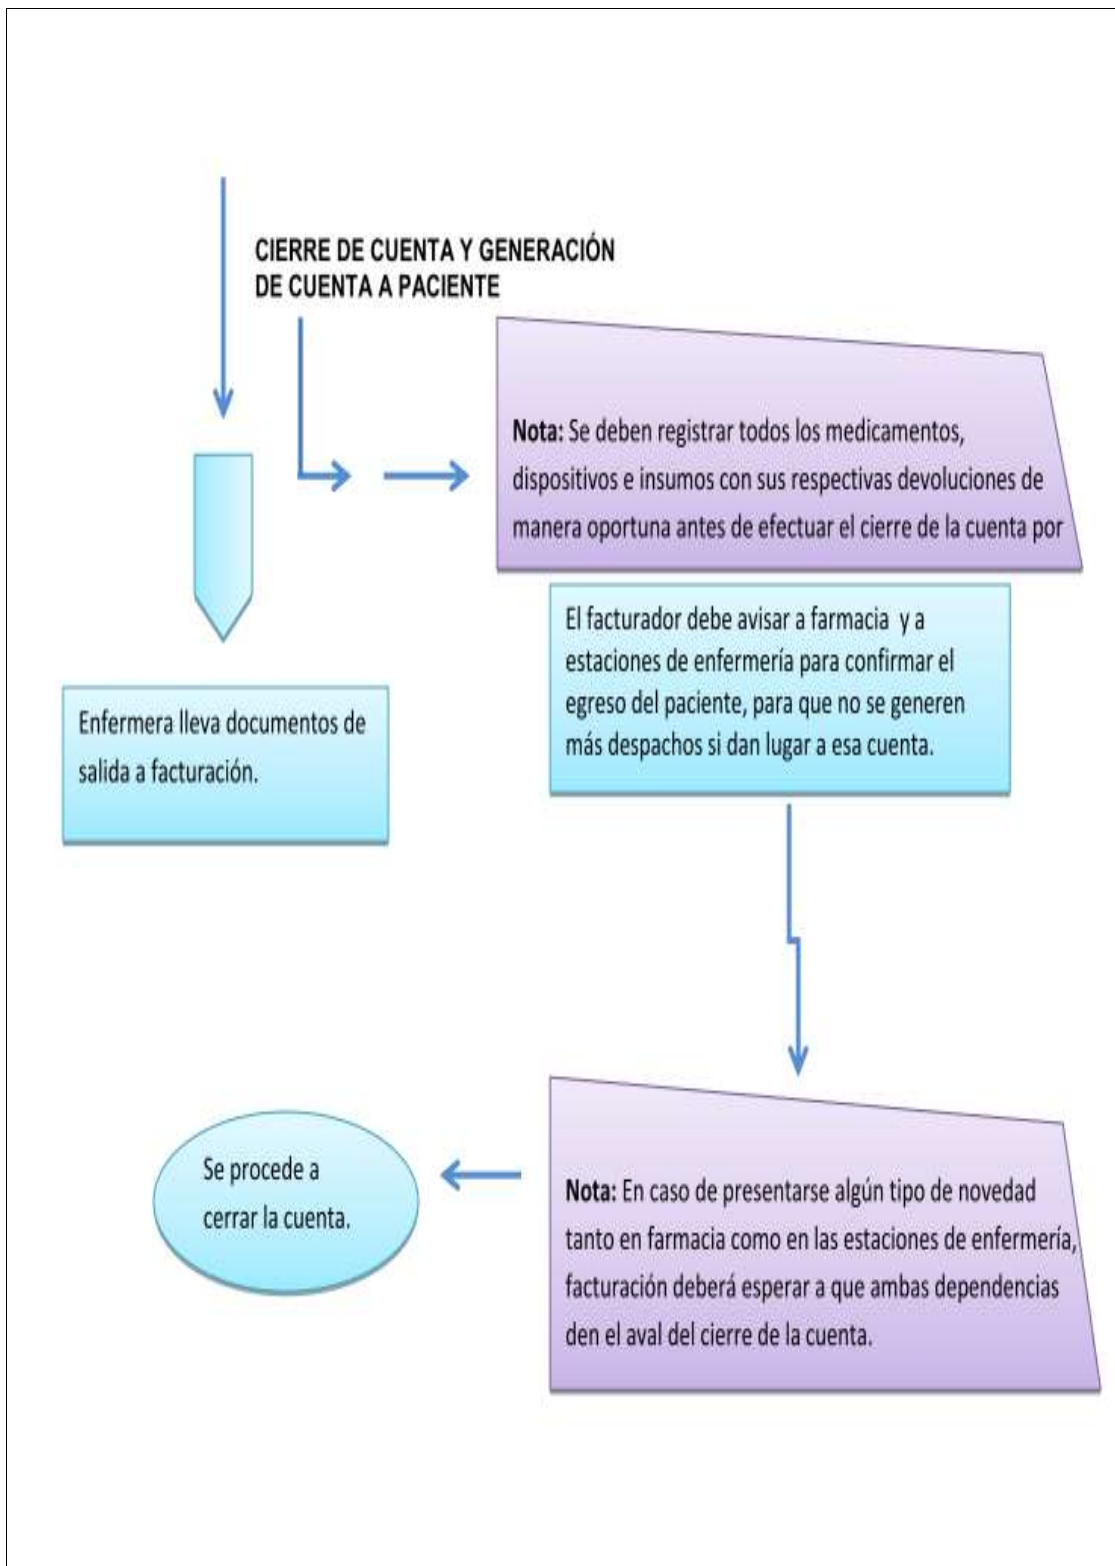 CIERRE DE CUENTA Y GENERACIÓN
DE CUENTA A PACIENTE
Nota: Se deben registrar todos los medicamentos,
dispositivos e insumos con sus respectivas devoluciones de
manera oportuna antes de efectuar el cierre de la cuenta por
El facturador debe avisar a farmacia y a
estaciones de enfermería para confirmar el
egreso del paciente, para que no se generen
más despachos si dan lugar a esa cuenta.
Enfermera lleva documentos de
salida a facturación.
Nota: En caso de presentarse algún tipo de novedad
tanto en farmacia como en las estaciones de enfermería,
facturación deberá esperar a que ambas dependencias
den el aval del cierre de la cuenta.
Se procede a
cerrar la cuenta.